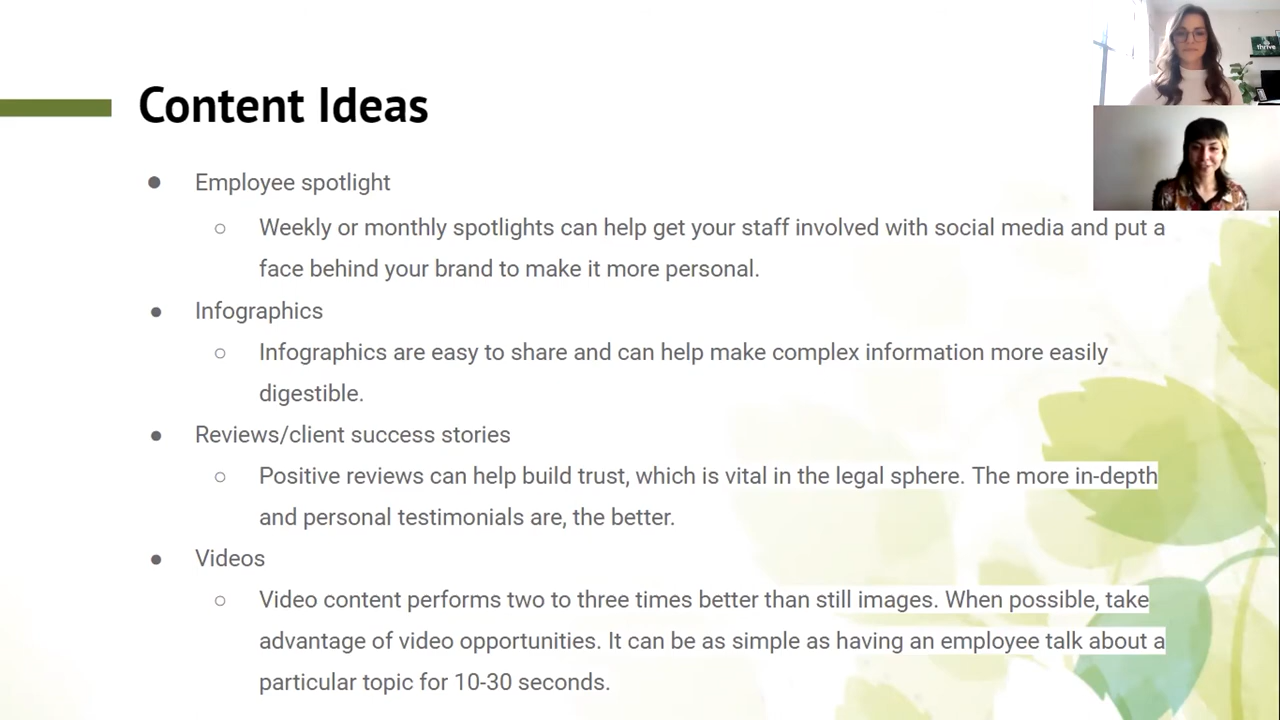 Content Ideas
● Employee spotlight
○ Weekly or monthly spotlights can help get your staff involved with social media and put a
face behind your brand to make it more personal.
● Infographics
○ Infographics are easy to share and can help make complex information more easily
digestible.
● Reviews/client success stories
○ Positive reviews can help build trust, which is vital in the legal sphere. The more in-depth
and personal testimonials are, the better.
● Videos
○ Video content performs two to three times better than still images. When possible, take
advantage of video opportunities. It can be as simple as having an employee talk about a
particular topic for 10-30 seconds.
thrive